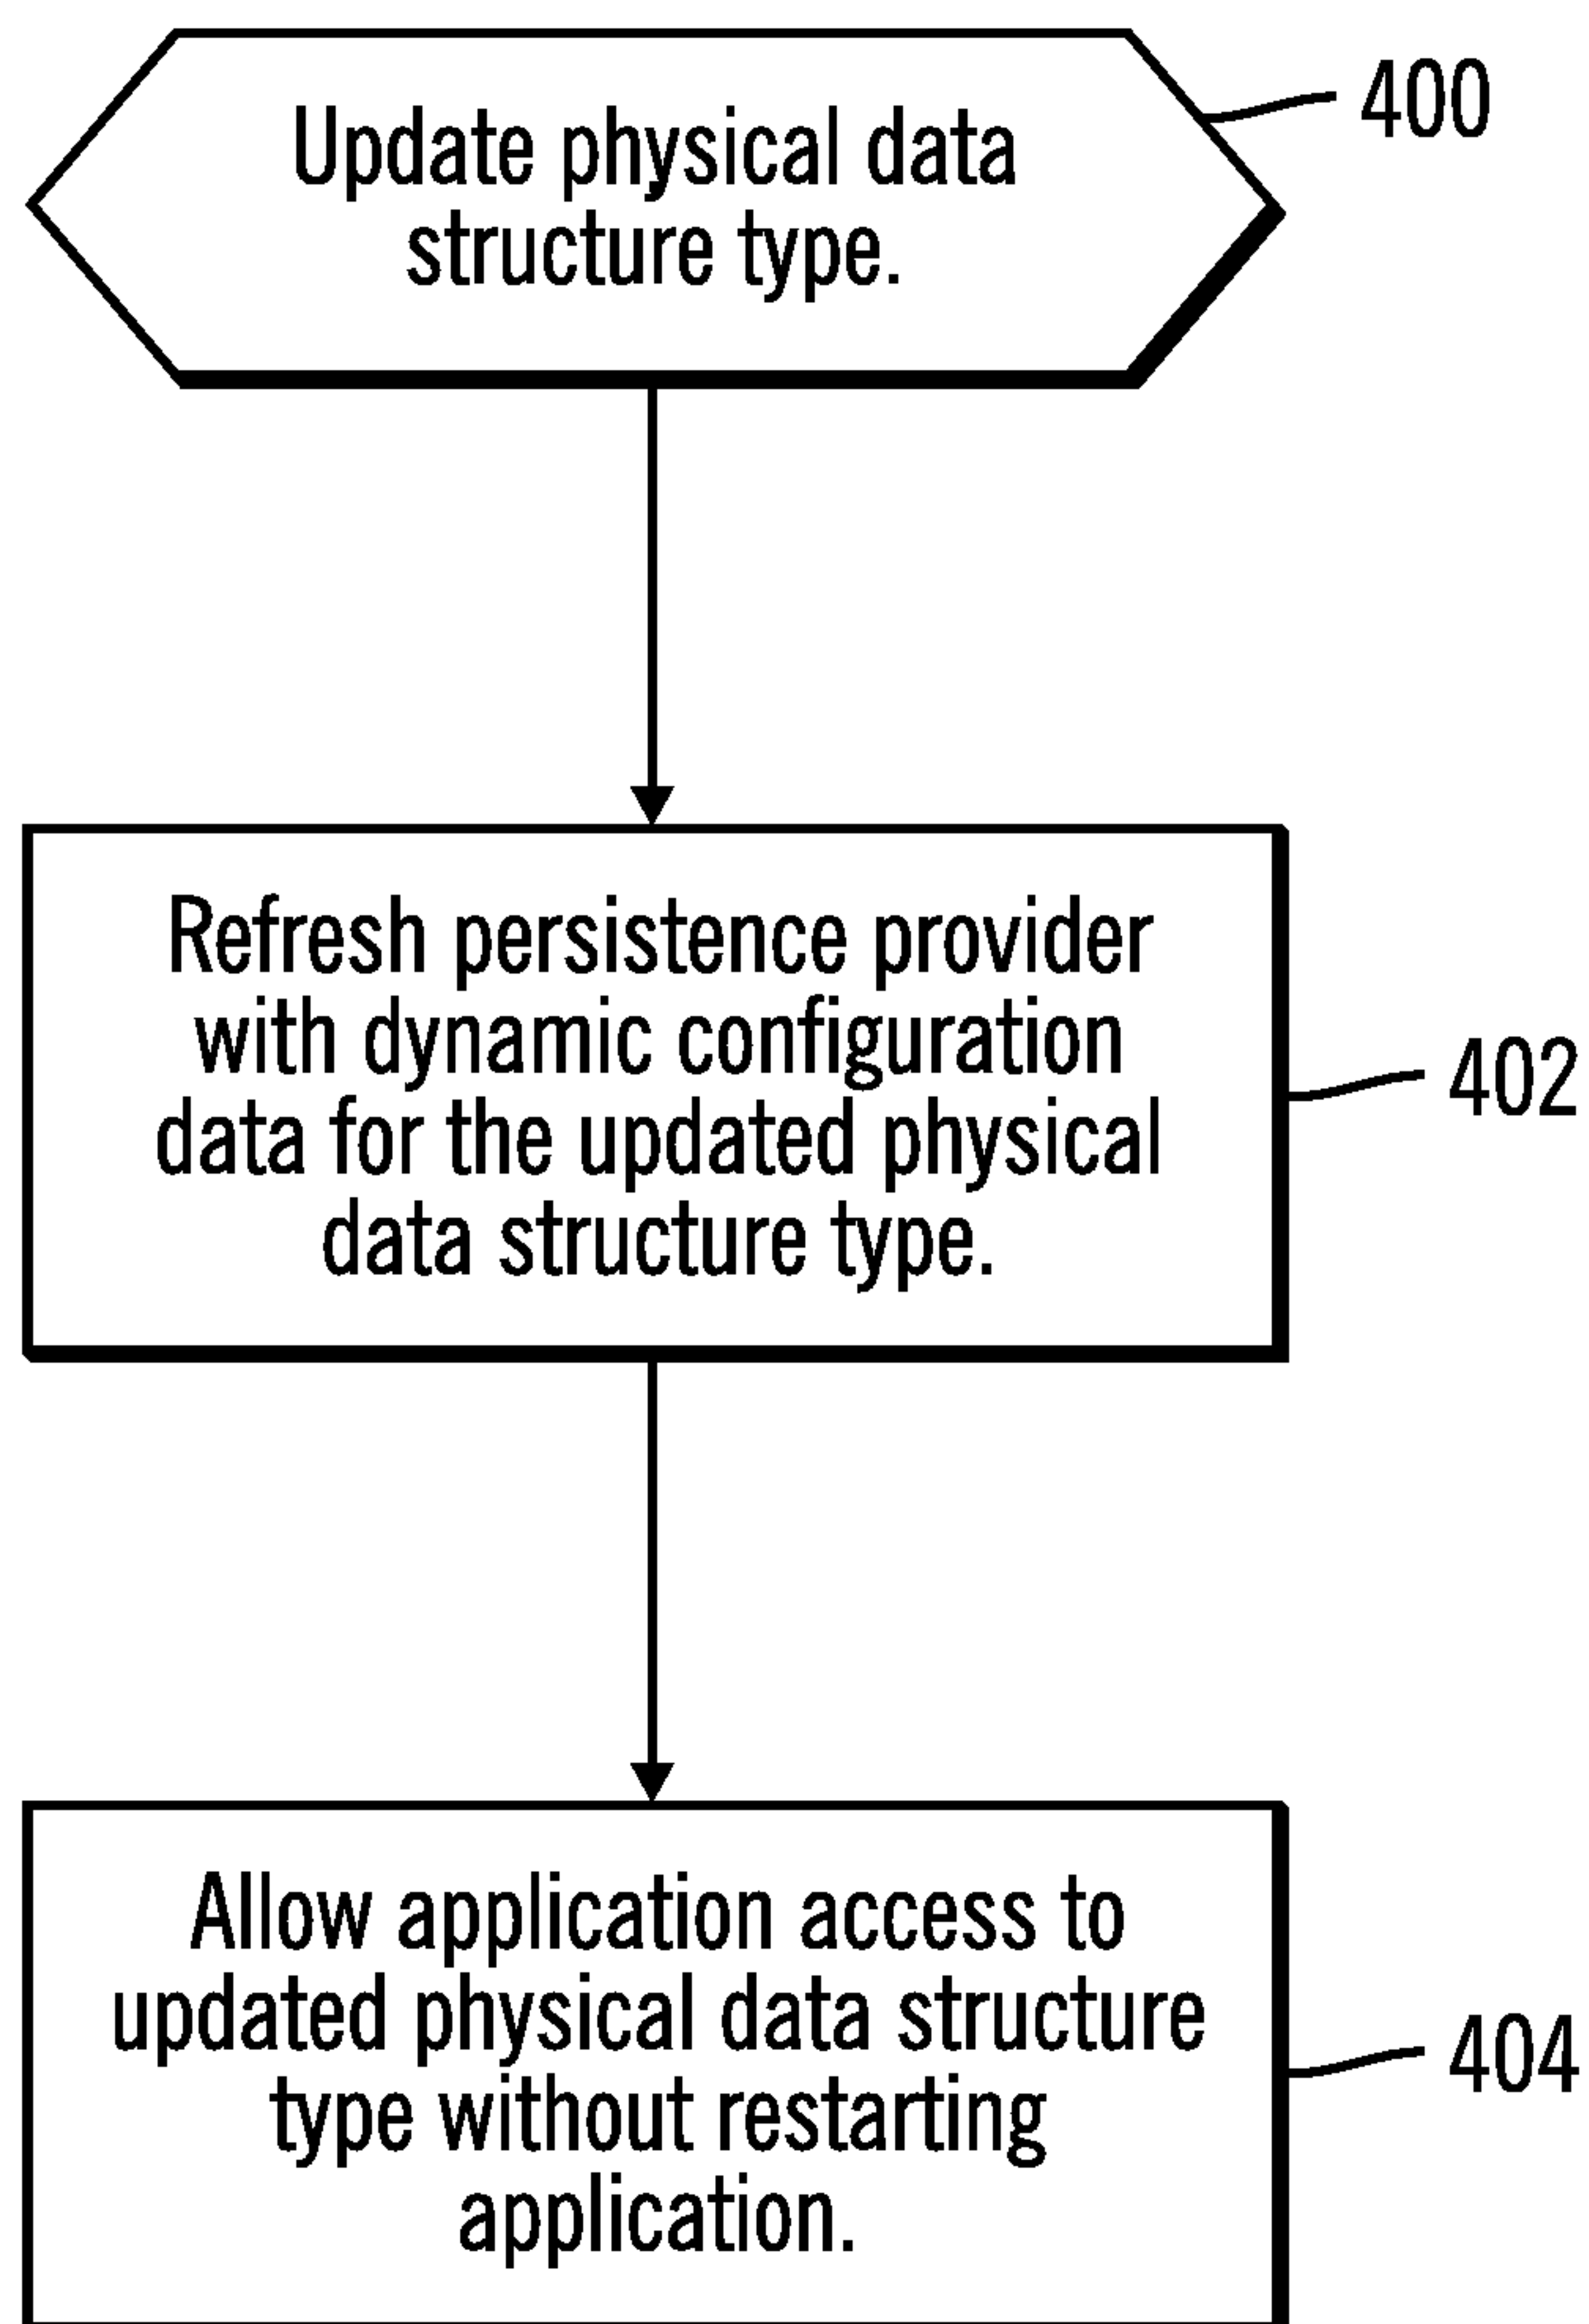 Update physical data
structure type.
400
Refresh persistence provider
with dynamic configuration
data for the updated physical
data structure type.
402
Allow application access to
updated physical data structure
type without restarting
application.
404